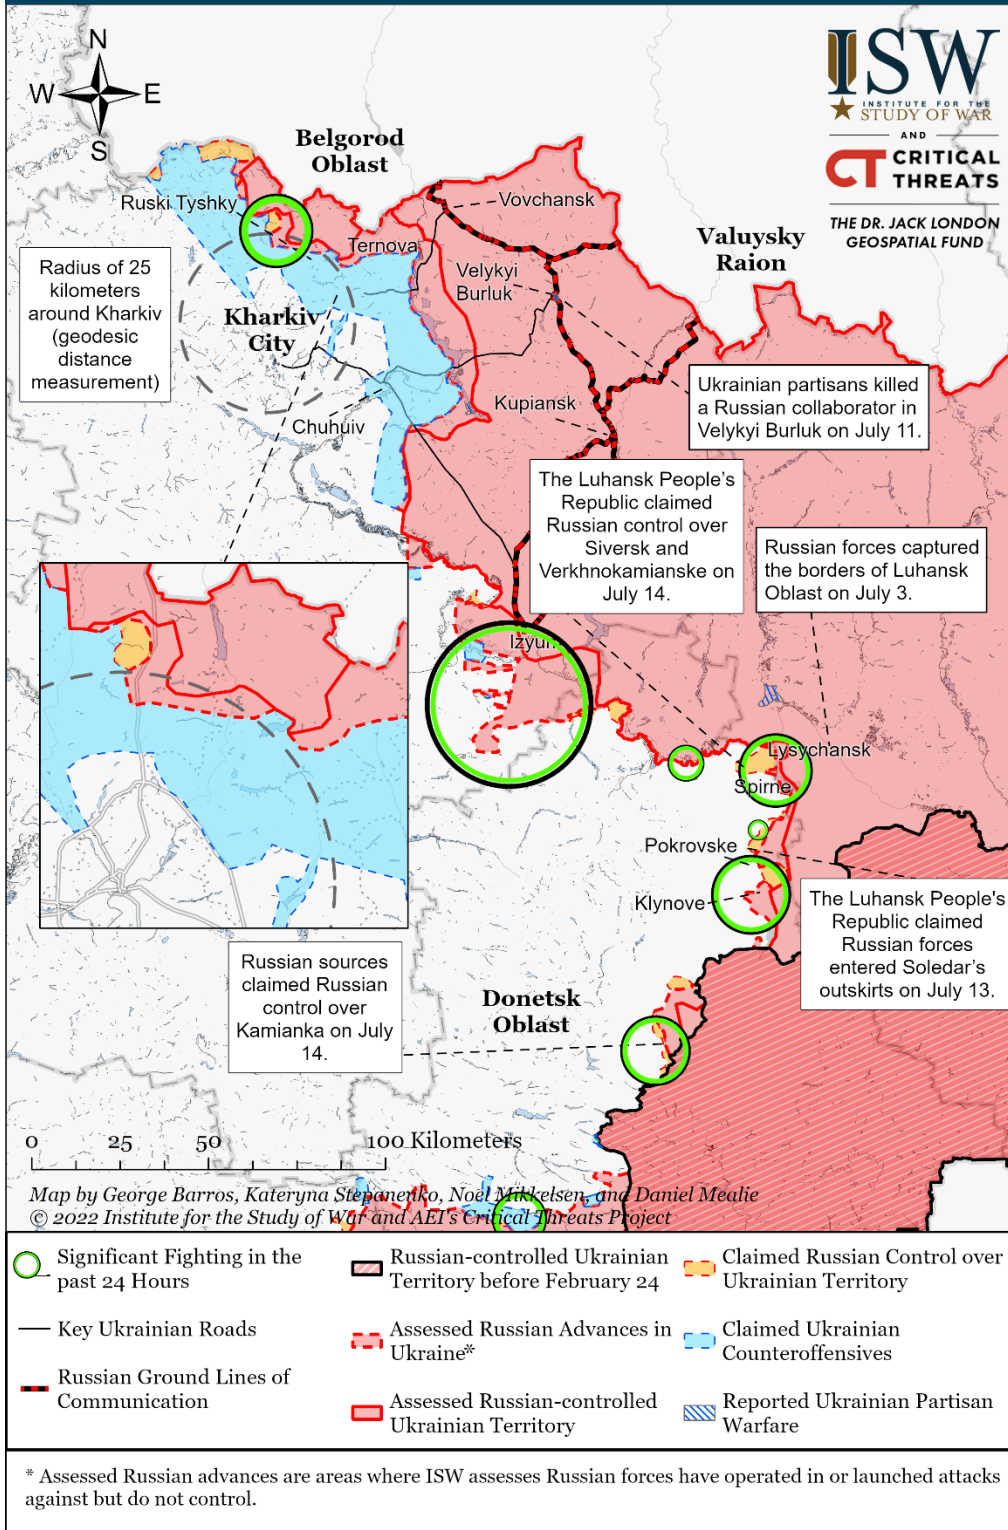 N
W E
S
ISW
INSTITUTE FOR THE
STUDY OF WAR
AND
CT CRITICAL
THREATS
THE DR. JACK LONDON
GEOSPATIAL FUND
Belgorod
Oblast
Ruski Tyshky
Vovchansk
Ternova
Valuysky
Raion
Velykyi
Burluk
Radius of 25
kilometers
around Kharkiv
(geodesic
distance
measurement)
Kharkiv
City
Kupiansk
Chuhuiv
Ukrainian partisans killed
a Russian collaborator in
Velykyi Burluk on July 11.
The Luhansk People's
Republic claimed
Russian control over
Siversk and
Verkhnokamianske on
July 14.
Russian forces captured
the borders of Luhansk
Oblast on July 3.
Izyum
Lysychansk
Spirne
Pokrovske
Klynove
The Luhansk People's
Republic claimed
Russian forces
entered Soledar's
outskirts on July 13.
Russian sources
claimed Russian
control over
Kamianka on July
14.
Donetsk
Oblast
0 25 50 100 Kilometers
Map by George Barros, Kateryna Stepanenko, Noel Mikkelsen, and Daniel Mealie
© 2022 Institute for the Study of War and AEI's Critical Threats Project
Significant Fighting in the
past 24 Hours
Key Ukrainian Roads
Russian Ground Lines of
Communication
Russian-controlled Ukrainian
Territory before February 24
Assessed Russian Advances in
Ukraine*
Assessed Russian-controlled
Ukrainian Territory
Claimed Russian Control over
Ukrainian Territory
Claimed Ukrainian
Counteroffensives
Reported Ukrainian Partisan
Warfare
* Assessed Russian advances are areas where ISW assesses Russian forces have operated in or launched attacks
against but do not control.